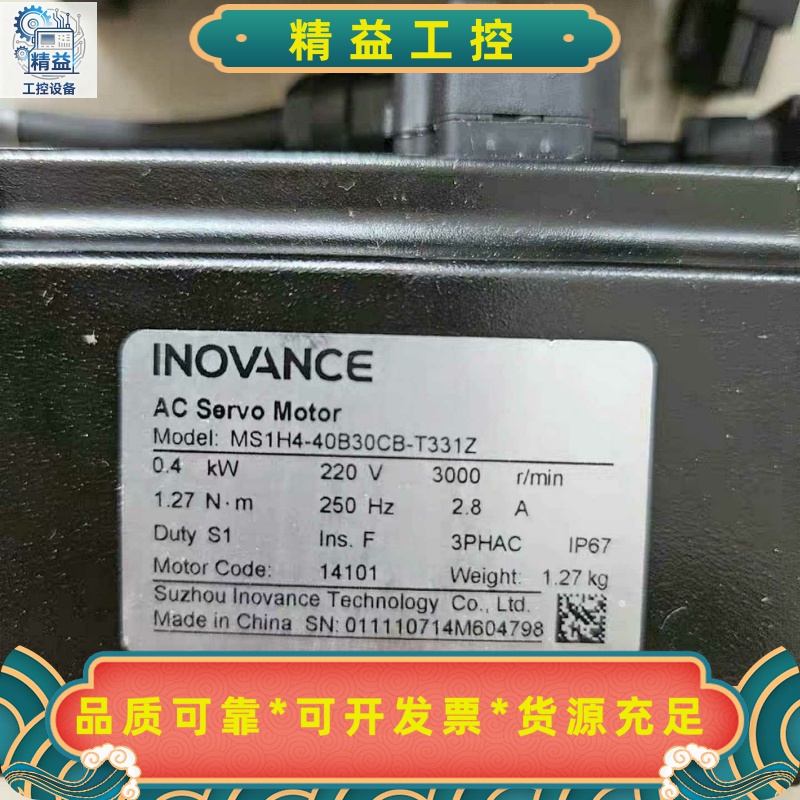 精益
工控设备
精益工控
INOVANCE
AC Servo Motor
Model: MS1H4-40B30CB-T331Z
0.4 kW 220 V 3000 r/min
1.27 N·m 250 Hz 2.8 A
Duty S1 Ins. F 3PHAC IP67
Motor Code: 14101 Weight: 1.27 kg
Suzhou Inovance Technology Co., Ltd.
Made in China SN: 011110714M604798
品质可靠*可开发票*货源充足